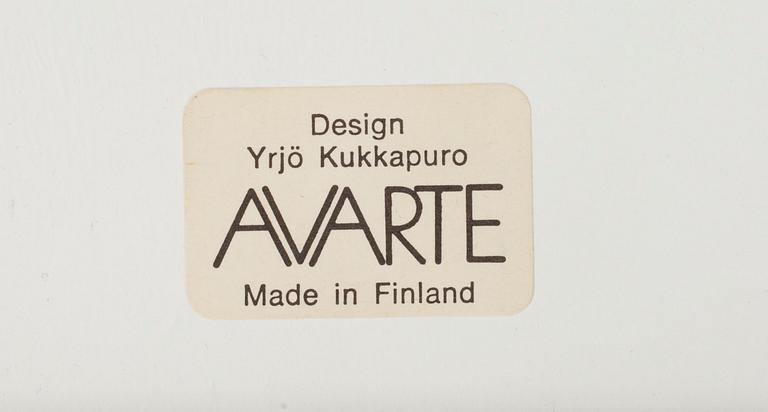 Design
Yrjö Kukkapuro
AVARTE
Made in Finland